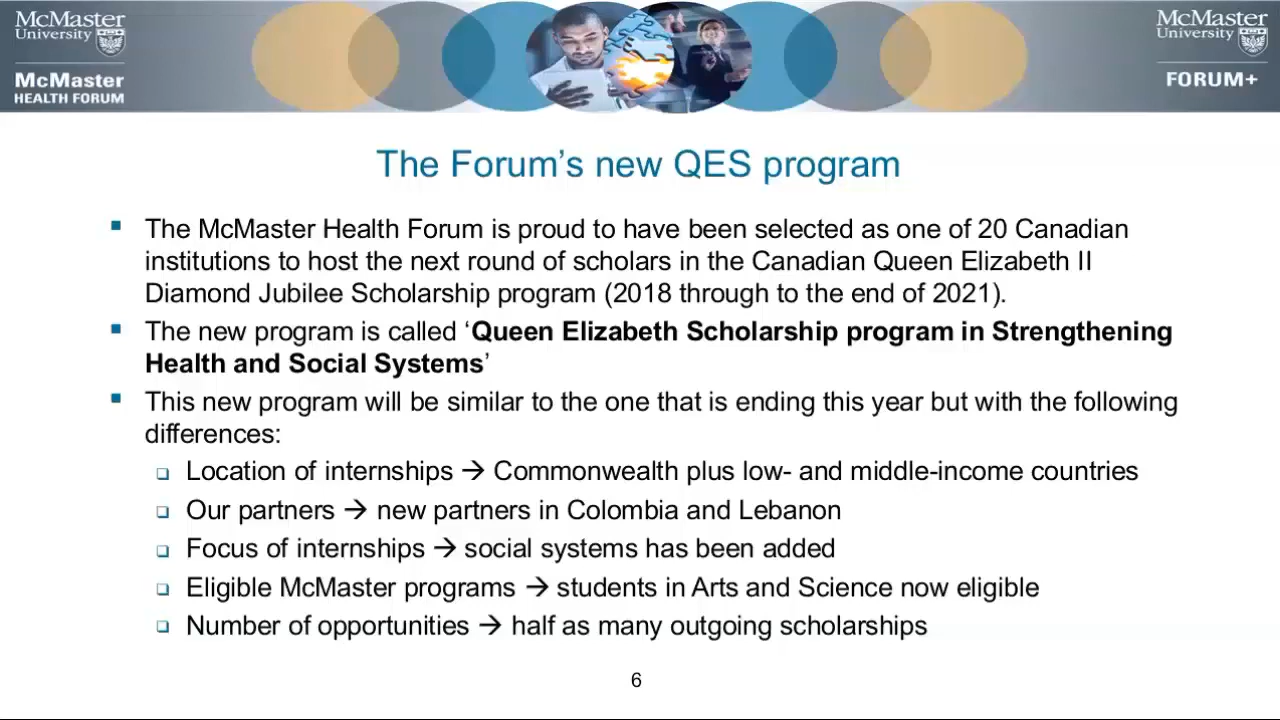 McMaster
University
McMaster
HEALTH FORUM
McMaster
University
FORUM+
The Forum’s new QES program
▪ The McMaster Health Forum is proud to have been selected as one of 20 Canadian
institutions to host the next round of scholars in the Canadian Queen Elizabeth II
Diamond Jubilee Scholarship program (2018 through to the end of 2021).
▪ The new program is called ‘Queen Elizabeth Scholarship program in Strengthening
Health and Social Systems’
▪ This new program will be similar to the one that is ending this year but with the following
differences:
❑ Location of internships → Commonwealth plus low- and middle-income countries
❑ Our partners → new partners in Colombia and Lebanon
❑ Focus of internships → social systems has been added
❑ Eligible McMaster programs → students in Arts and Science now eligible
❑ Number of opportunities → half as many outgoing scholarships
6